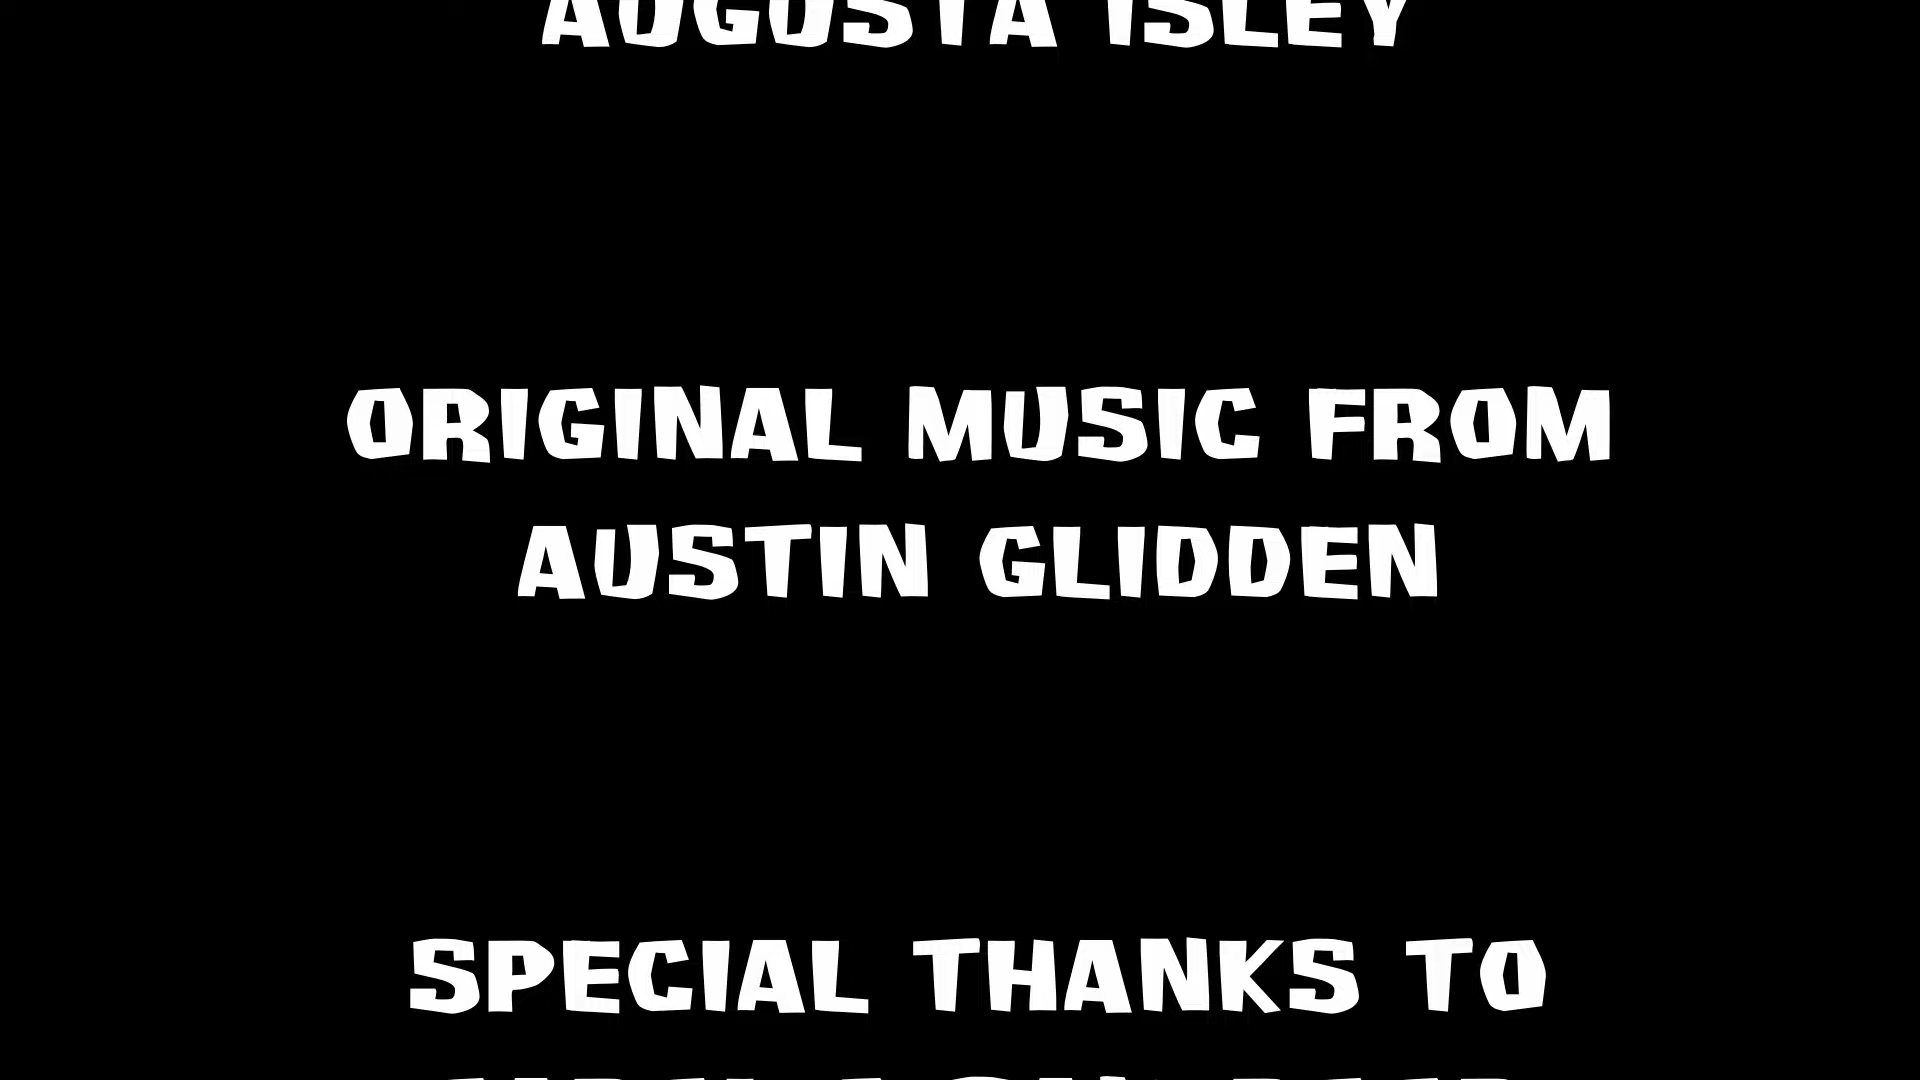 AUGUSTA ISLEY
ORIGINAL MUSIC FROM
AUSTIN GLIDDEN
SPECIAL THANKS TO